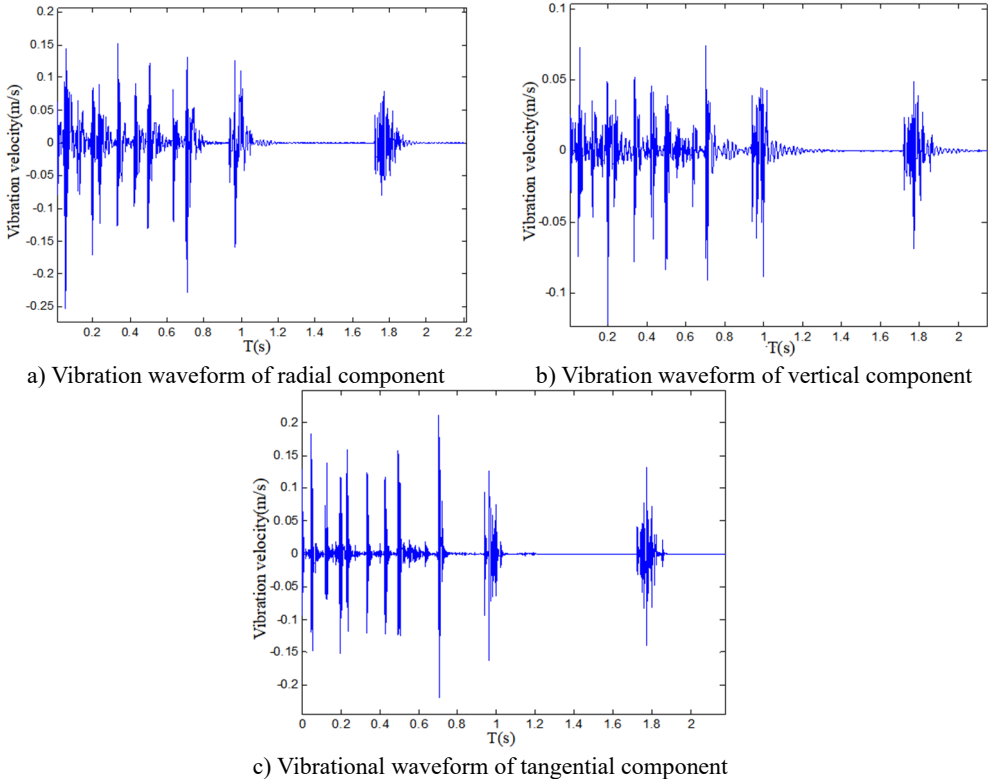 0.2
0.15
0.1
0.05
0
-0.05
-0.1
-0.15
-0.2
-0.25
Vibration velocity(m/s)
0.2 0.4 0.6 0.8 1 1.2 1.4 1.6 1.8 2 2.2
T(s)
a) Vibration waveform of radial component
0.1
0.05
0
-0.05
-0.1
Vibration velocity(m/s)
0.2 0.4 0.6 0.8 1 1.2 1.4 1.6 1.8 2
T(s)
b) Vibration waveform of vertical component
0.2
0.15
0.1
0.05
0
-0.05
-0.1
-0.15
-0.2
Vibration velocity(m/s)
0 0.2 0.4 0.6 0.8 1 1.2 1.4 1.6 1.8 2
T(s)
c) Vibrational waveform of tangential component